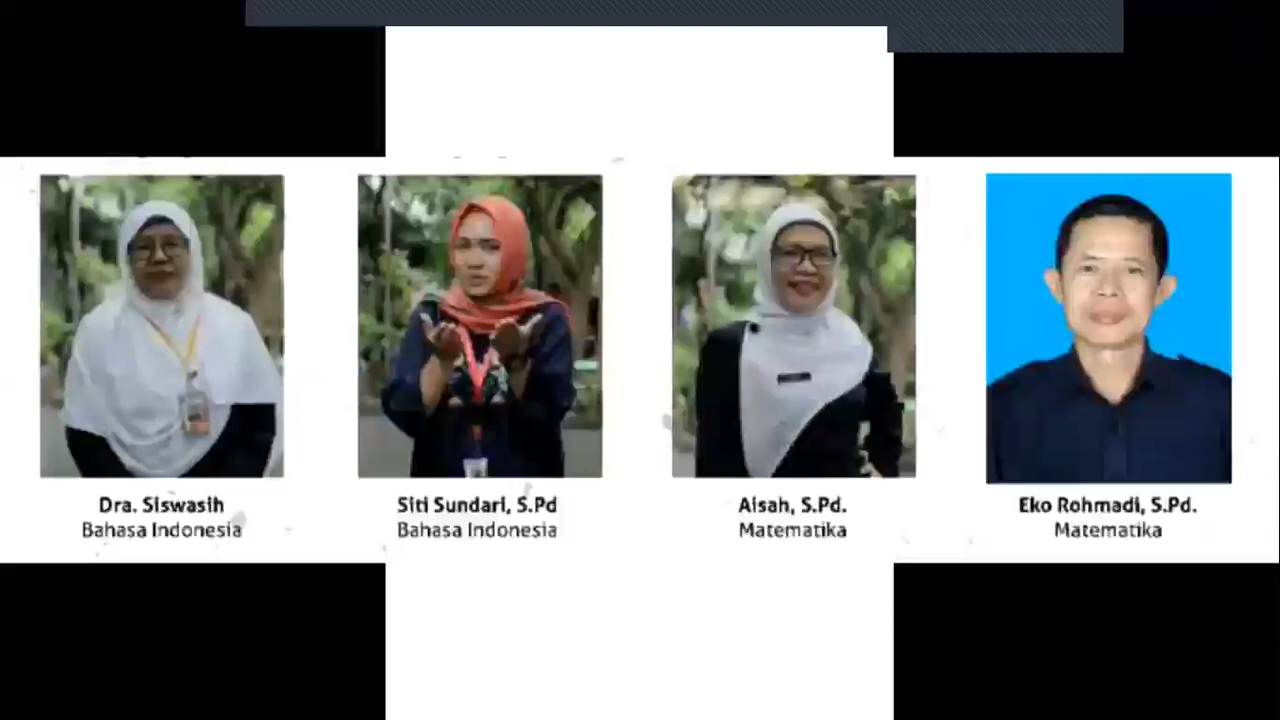 Dra. Siswasih
Bahasa Indonesia
Siti Sundari, S.Pd
Bahasa Indonesia
Aisah, S.Pd.
Matematika
Eko Rohmadi, S.Pd.
Matematika